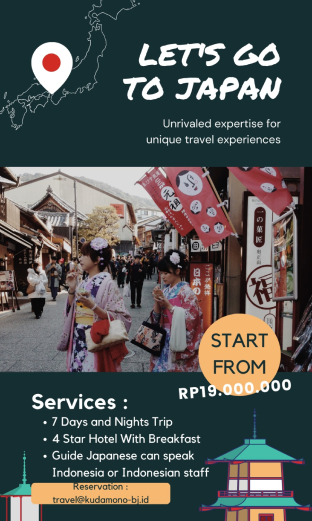 LET'S GO
TO JAPAN
Unrivaled expertise for
unique travel experiences
START
FROM
RP19.000.000
Services :
• 7 Days and Nights Trip
• 4 Star Hotel With Breakfast
• Guide Japanese can speak
Indonesia or Indonesian staff
Reservation :
travel@kudamono-bj.id